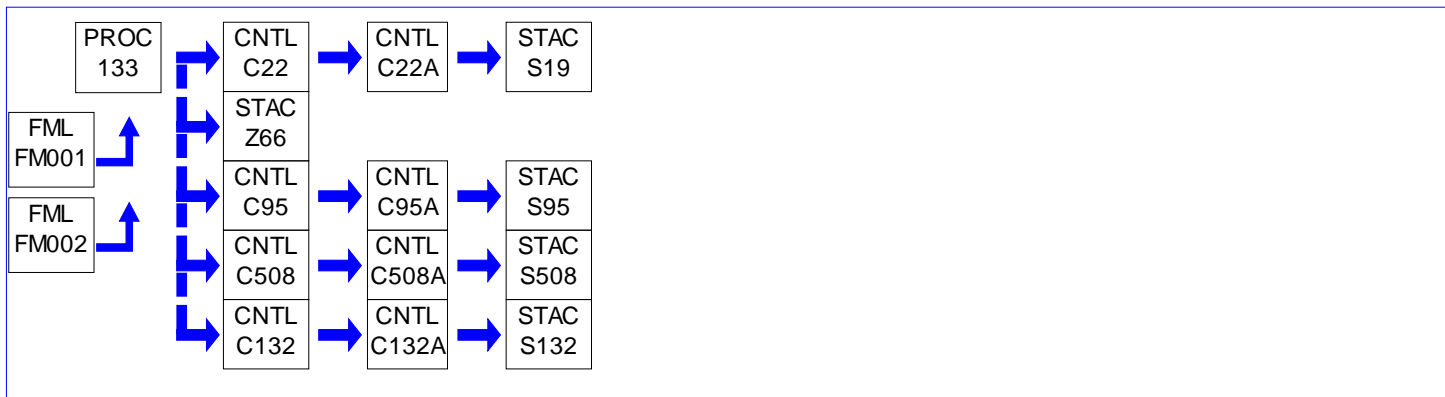 PROC
133
CNTL
C22
CNTL
C22A
STAC
S19
STAC
Z66
FML
FM001
CNTL
C95
CNTL
C95A
STAC
S95
FML
FM002
CNTL
C508
CNTL
C508A
STAC
S508
CNTL
C132
CNTL
C132A
STAC
S132